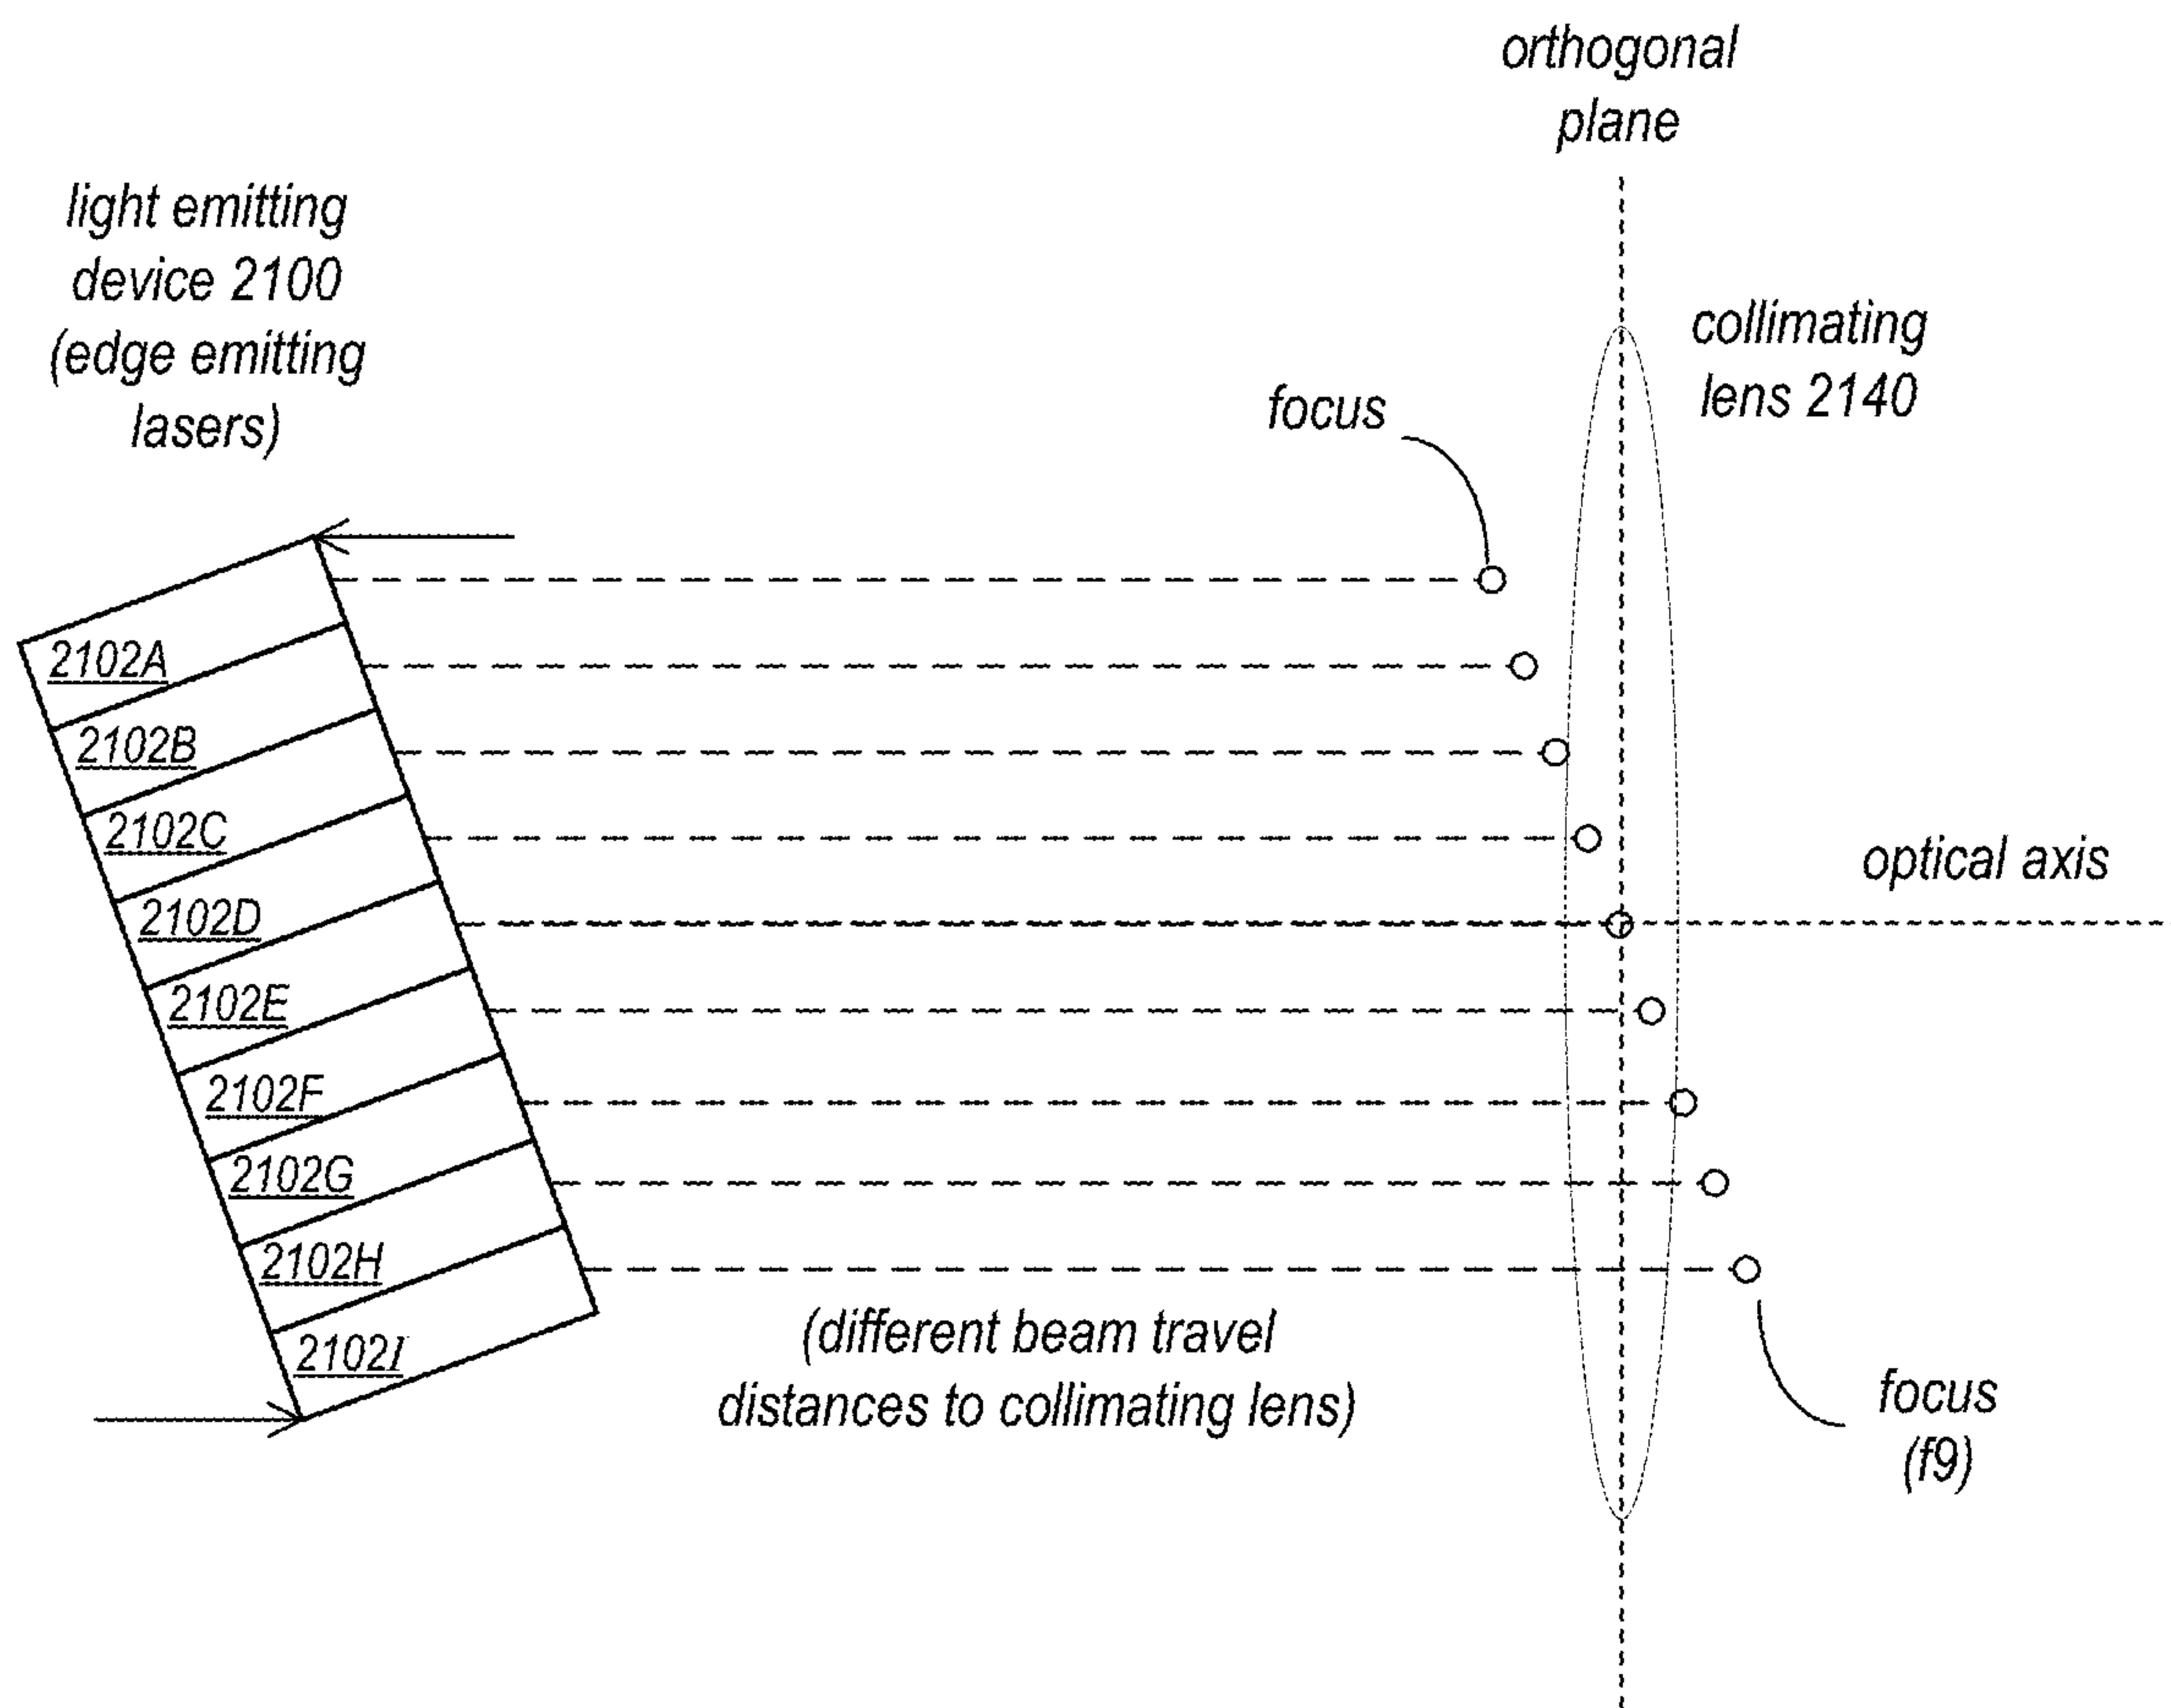 orthogonal
plane
light emitting
device 2100
(edge emitting
lasers)
collimating
lens 2140
focus
2102A
2102B
2102C
2102D
2102E
2102F
2102G
2102H
2102I
optical axis
(different beam travel
distances to collimating lens)
focus
(f9)